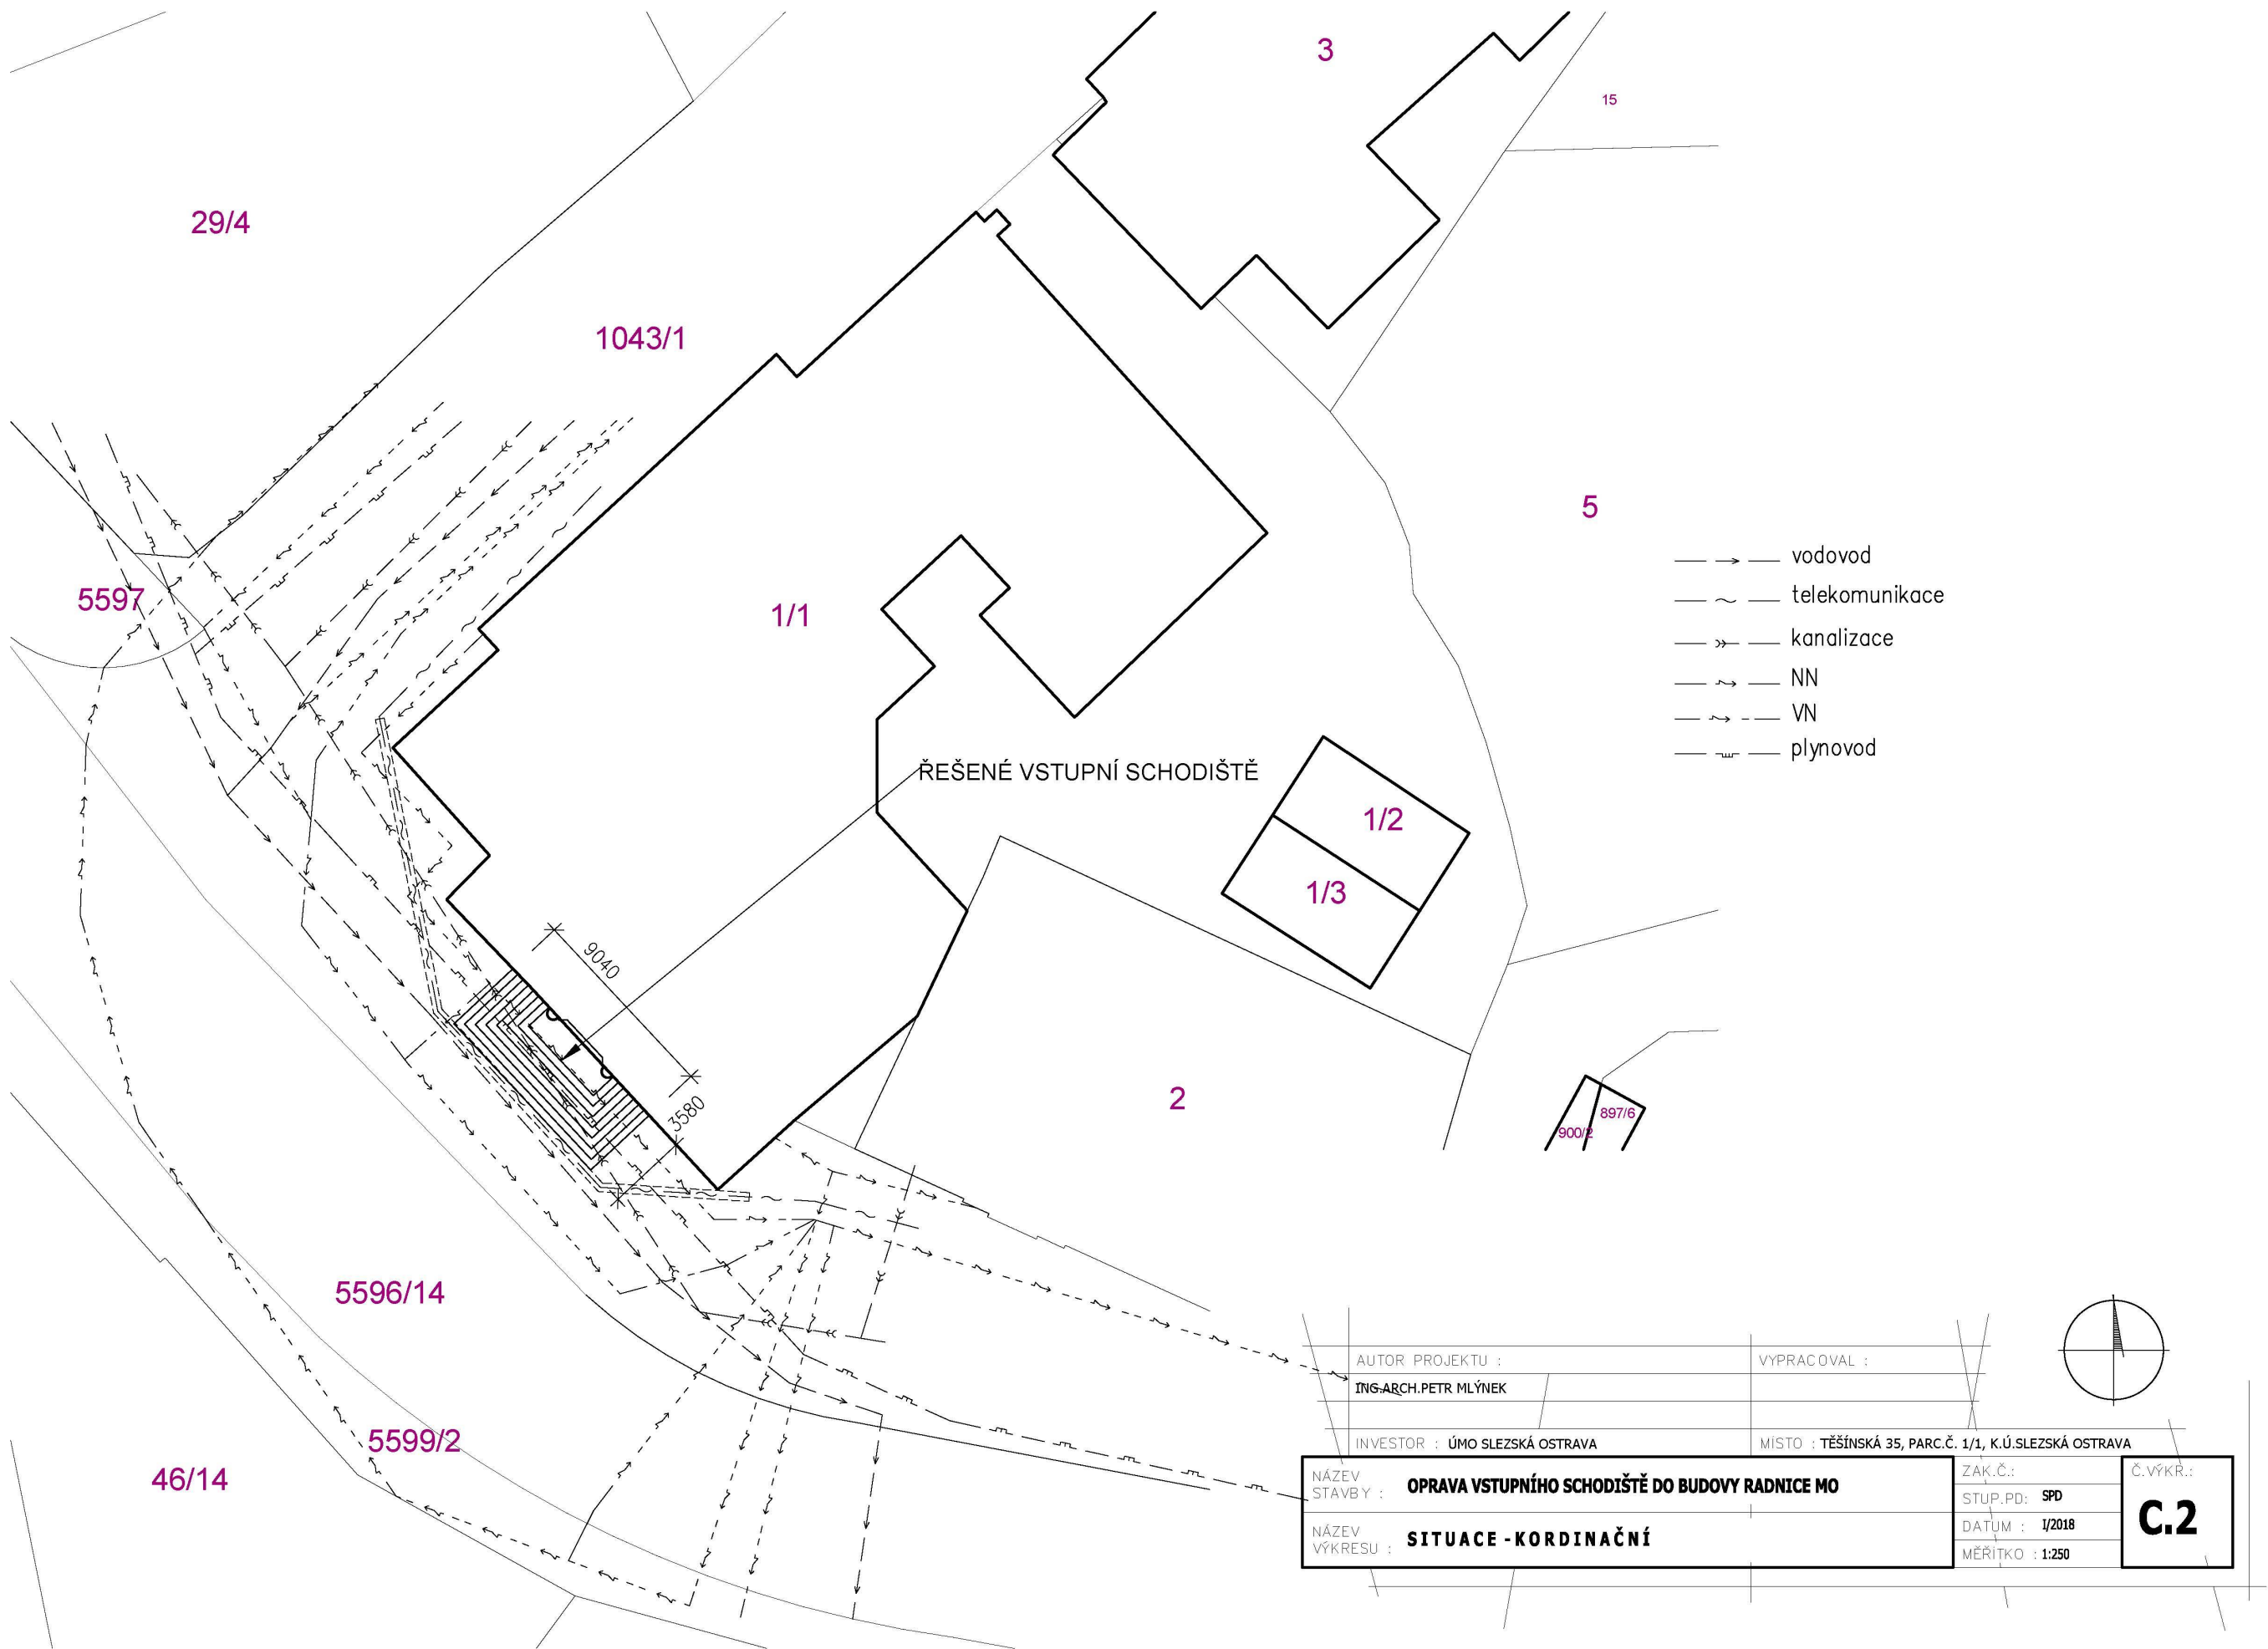 3
15
29/4
1043/1
5
vodovod
telekomunikace
5597
1/1
kanalizace
NN
VN
plynovod
ŘEŠENÉ VSTUPNÍ SCHODIŠTĚ
1/2
1/3
9040
3580
2
897/6
900/2
5596/14
5599/2
46/14
AUTOR PROJEKTU :
VYPRACOVAL :
ING.ARCH.PETR MLÝNEK
INVESTOR : ÚMO SLEZSKÁ OSTRAVA
MÍSTO : TĚŠÍNSKÁ 35, PARC.Č. 1/1, K.Ú.SLEZSKÁ OSTRAVA
NÁZEV
STAVBY :
OPRAVA VSTUPNÍHO SCHODIŠTĚ DO BUDOVY RADNICE MO
NÁZEV
VÝKRESU :
SITUACE - KORDINAČNÍ
ZAK.Č.:
STUP.PD: SPD
DATUM : I/2018
MĚŘÍTKO : 1:250
Č.VÝKR.:
C.2